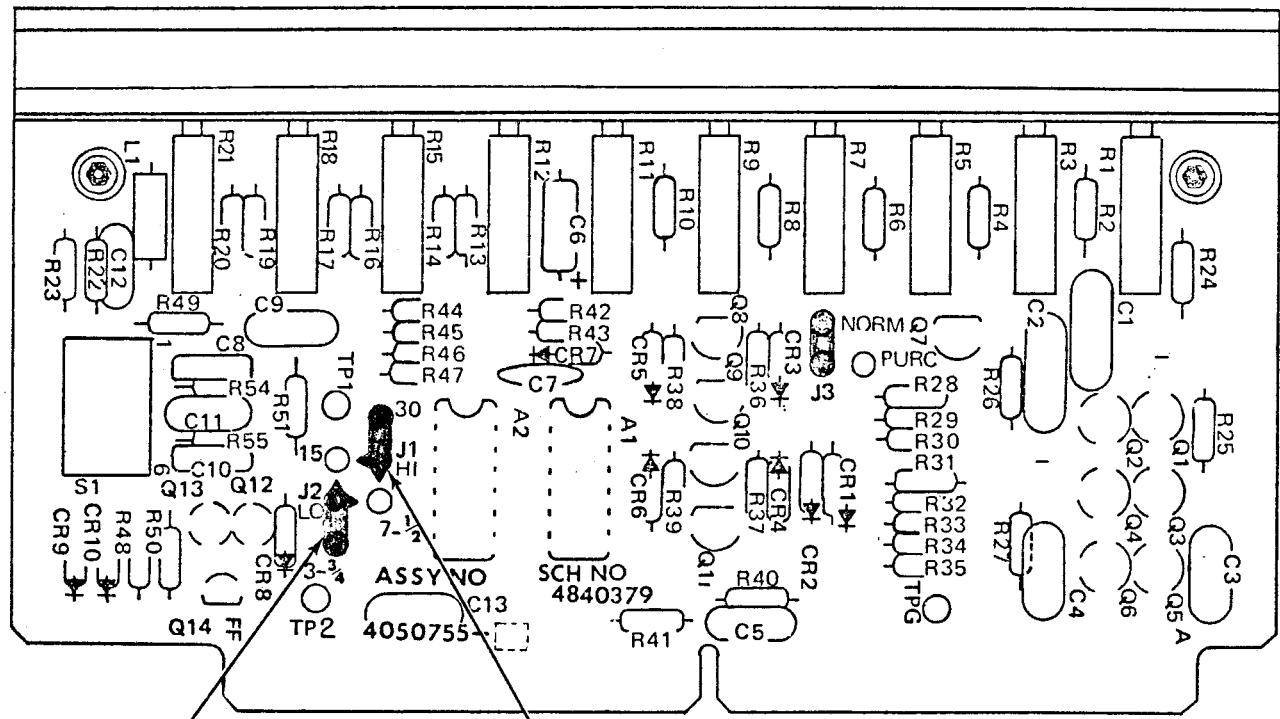 L1
R21
R18
R15
R12
R11
R9
R7
R5
R3
R1
R23
R22
C12
R20
R19
R17
R16
R14
R13
C6
+
R10
R8
R6
R4
R2
R24
R49
1
C9
R44
R45
R46
R47
R42
R43
CR7
C7
Q8
Q9
Q10
CR5
R38
R36
CR3
J3
NORM
PURC
Q7
C2
C1
C8
R54
C11
R55
C10
6
S1
R51
TP1
30
J1
HI
15
J2
LO
7-½
3-¾
A2
A1
R28
R29
R30
R31
R32
R33
R34
R35
R26
R25
Q2
Q1
Q13
Q12
CR6
R39
R37
CR4
CR1
CR2
R27
Q4
Q3
CR9
CR10
R48
R50
CR8
Q14
FF
TP2
ASSY NO
4050755-
C13
SCH NO
4840379
Q11
R40
R41
C5
TPG
C4
Q6
Q5
A
C3